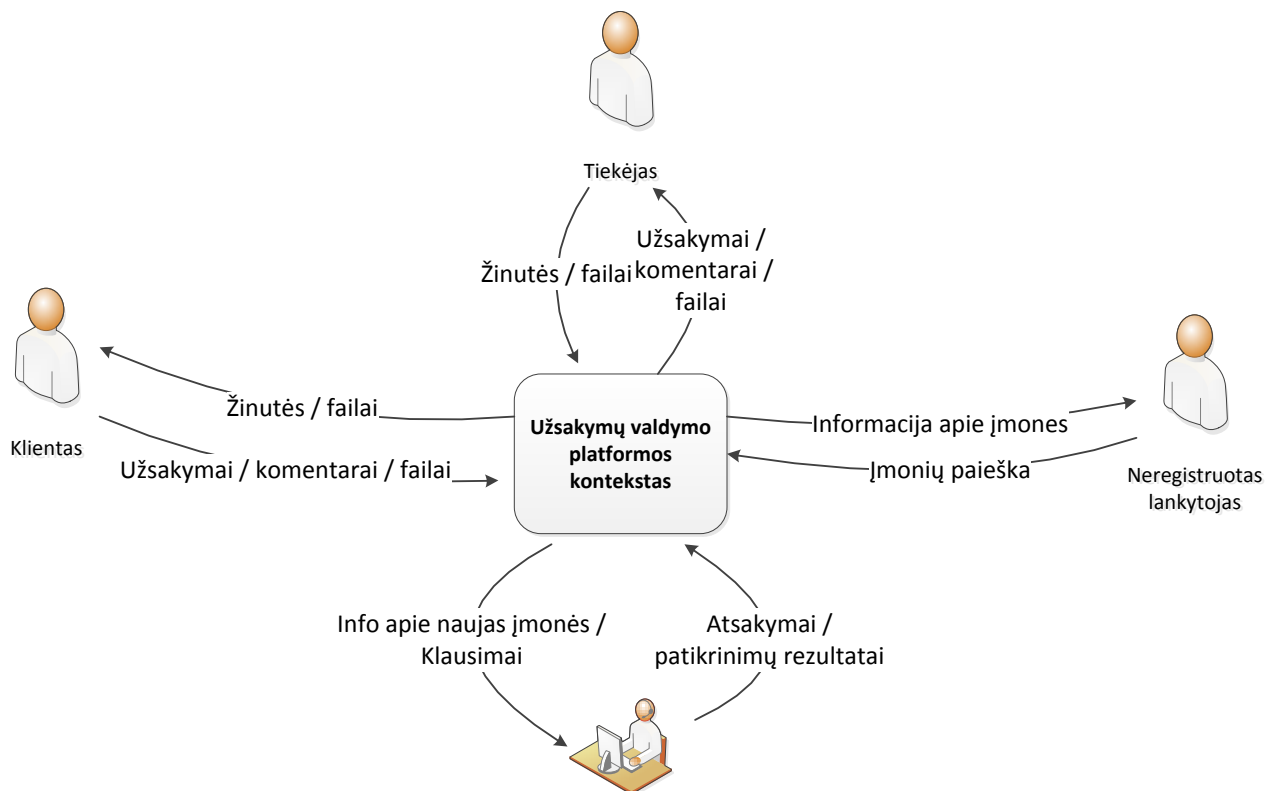 Tiekėjas
Užsakymai /
Žinutės / failai
komentarai /
failai
Klientas
Žinutės / failai
Užsakymai / komentarai / failai
Užsakymų valdymo
platformos
kontekstas
Informacija apie įmones
Įmonių paieška
Neregistruotas
lankytojas
Info apie naujas įmonės /
Klausimai
Atsakymai /
patikrinimų rezultatai